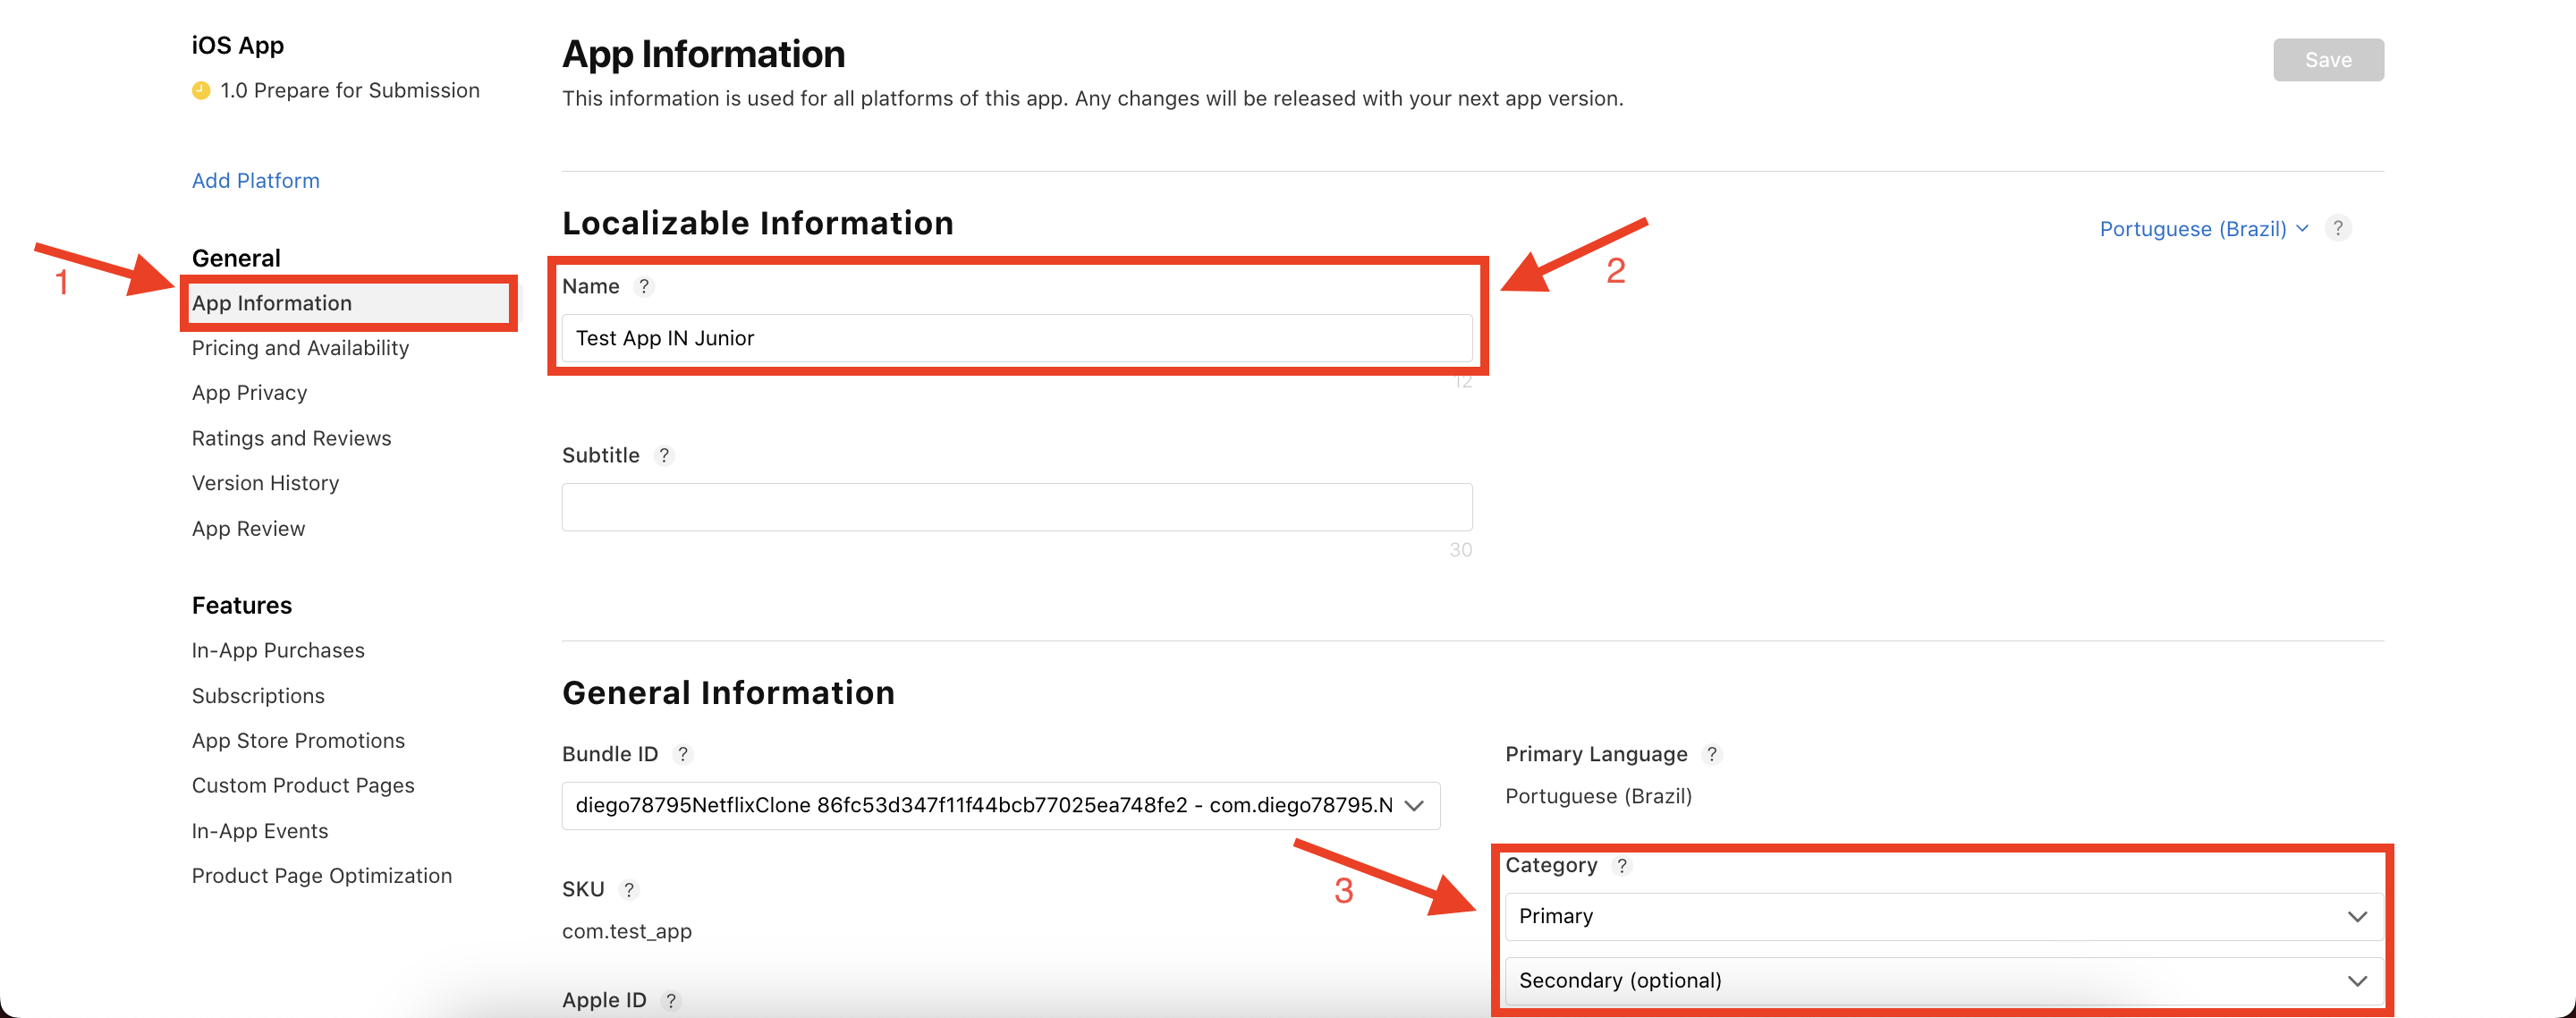 iOS App
1.0 Prepare for Submission
Add Platform
General
App Information
Pricing and Availability
App Privacy
Ratings and Reviews
Version History
App Review
Features
In-App Purchases
Subscriptions
App Store Promotions
Custom Product Pages
In-App Events
Product Page Optimization
1
App Information
Save
This information is used for all platforms of this app. Any changes will be released with your next app version.
Localizable Information
Portuguese (Brazil) ?
2
Name ?
Test App IN Junior
12
Subtitle ?
30
General Information
Bundle ID ?
diego78795NetflixClone 86fc53d347f11f44bcb77025ea748fe2 - com.diego78795.N
SKU ?
com.test_app
Apple ID ?
Primary Language ?
Portuguese (Brazil)
3
Category ?
Primary
Secondary (optional)